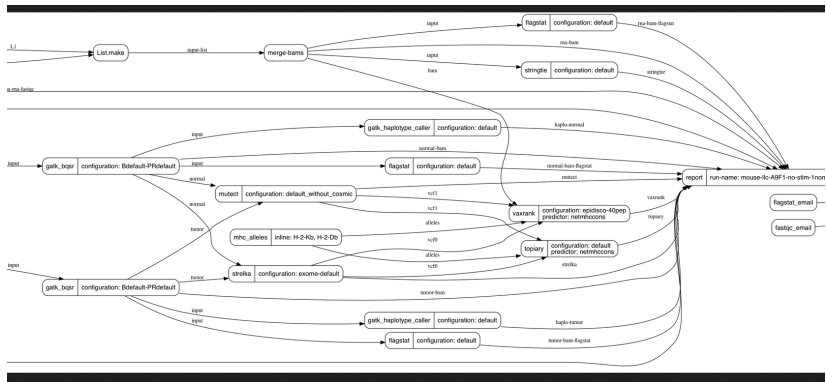 input
flagstat configuration: default
rna-bam-flagstat
L1
List.make
input-list
merge-bams
rna-bam
input
stringtie configuration: default
stringtie
bam
a-rna-fastqc
gatk_haplotype_caller configuration: default
haplo-normal
input
normal-bam
input
gatk_bqsr configuration: Bdefault-PRdefault
input
flagstat configuration: default
normal-bam-flagstat
report run-name: mouse-llc-A9F1-no-stim-1non
normal
mutect
mutect configuration: default_without_cosmic
vcf1
vcf1
normal
vaxrank configuration: epidisco-40pep
predictor: netmhccons
vaxrank
flagstat_email
alleles
topiary
tumor
mhc_alleles inline: H-2-Kb, H-2-Db
fastqc_email
alleles
topiary configuration: default
predictor: netmhccons
vcf0
vcf0
strelka
input
tumor
strelka configuration: exome-default
gatk_bqsr configuration: Bdefault-PRdefault
tumor-bam
input
gatk_haplotype_caller configuration: default
haplo-tumor
input
flagstat configuration: default
tumor-bam-flagstat